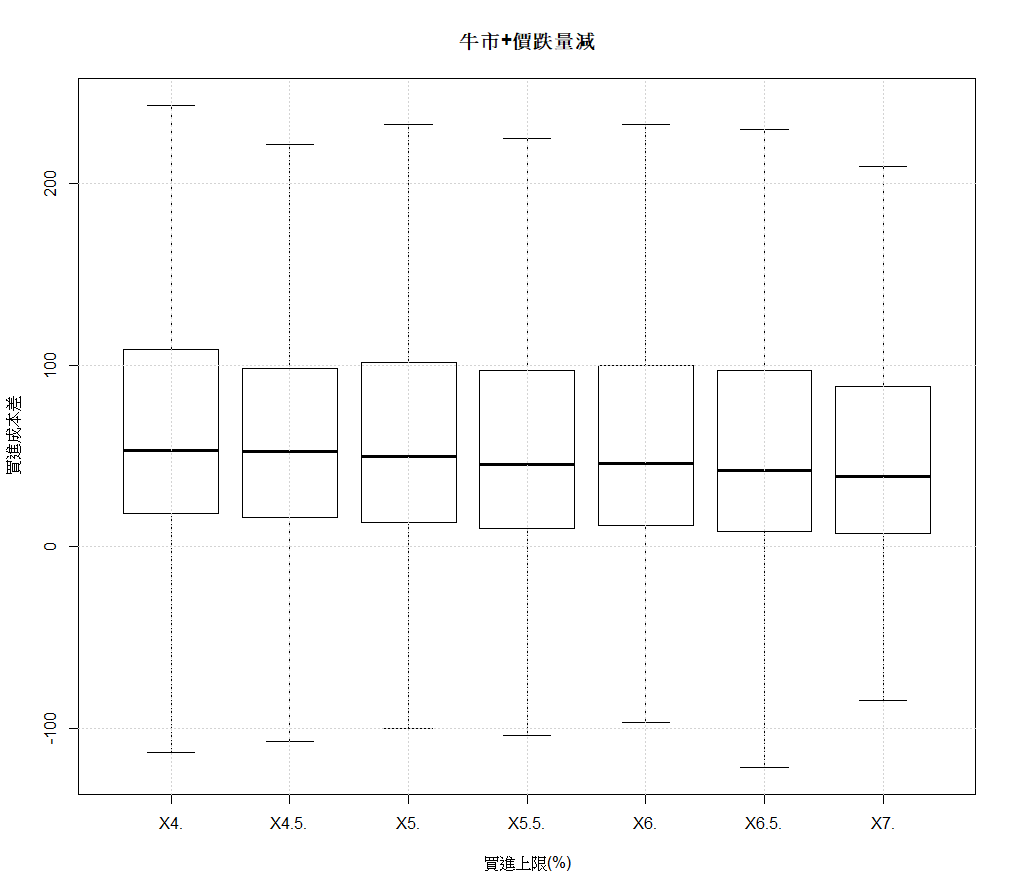 牛市+價跌量減
買進成本差
200
100
0
-100
X4.
X4.5.
X5.
X5.5.
X6.
X6.5.
X7.
買進上限(%)